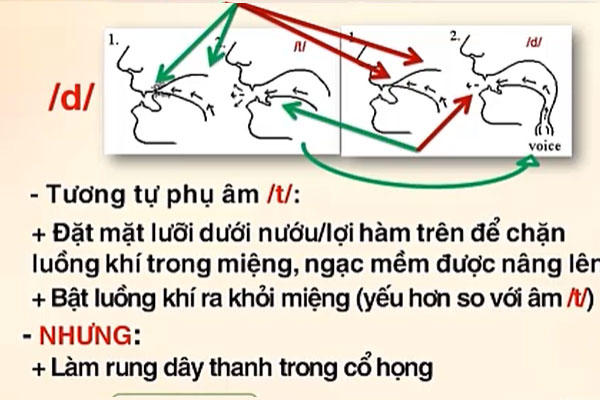 1. 2. /t/ 1. 2. /d/
/d/
voice
- Tương tự phụ âm /t/:
+ Đặt mặt lưỡi dưới nướu/lợi hàm trên để chặn
luồng khí trong miệng, ngạc mềm được nâng lên
+ Bật luồng khí ra khỏi miệng (yếu hơn so với âm /t/)
- NHƯNG:
+ Làm rung dây thanh trong cổ họng